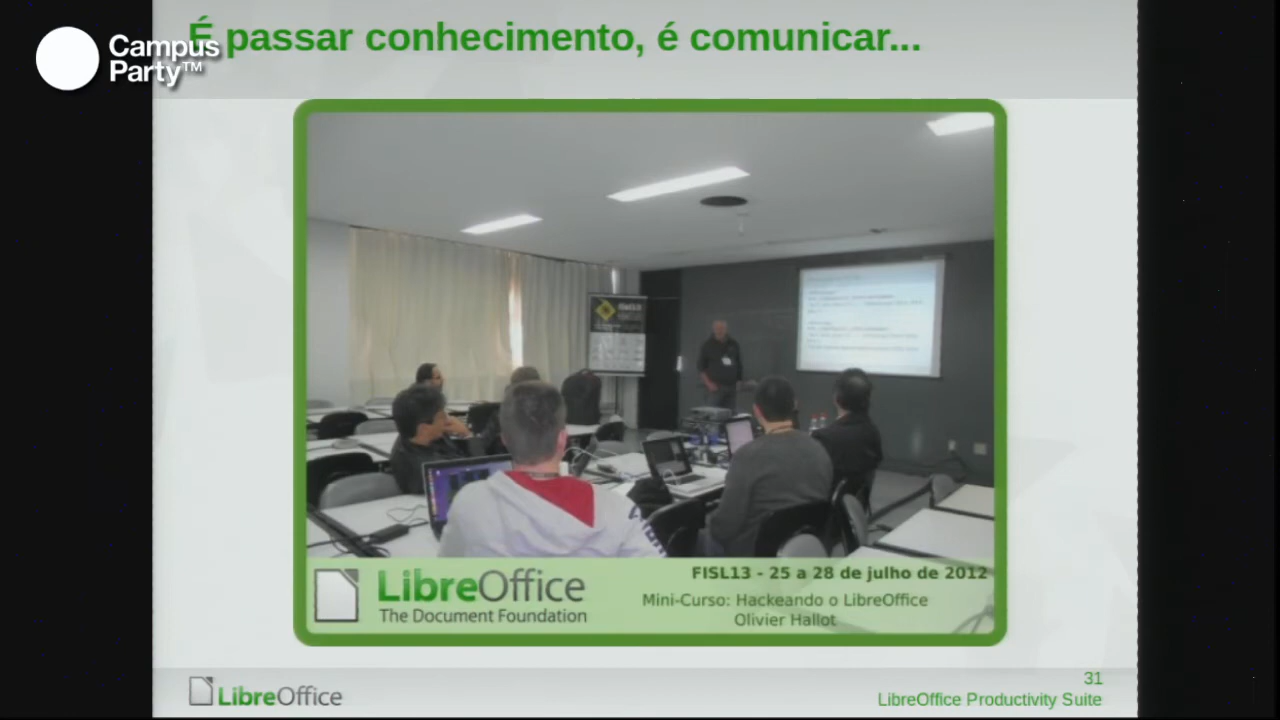 É passar conhecimento, é comunicar...
Campus
Party™
LibreOffice
The Document Foundation
FISL13 - 25 a 28 de julho de 2012
Mini-Curso: Hackeando o LibreOffice
Olivier Hallot
LibreOffice
31
LibreOffice Productivity Suite